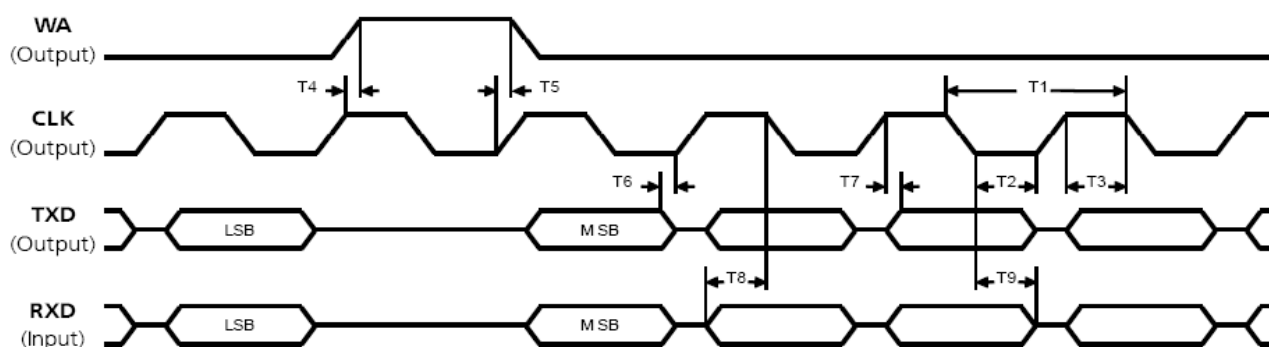 WA
(Output)
T4
T5
T1
CLK
(Output)
T6
T7
T2
T3
TXD
(Output)
LSB
MSB
T8
T9
RXD
(Input)
LSB
MSB